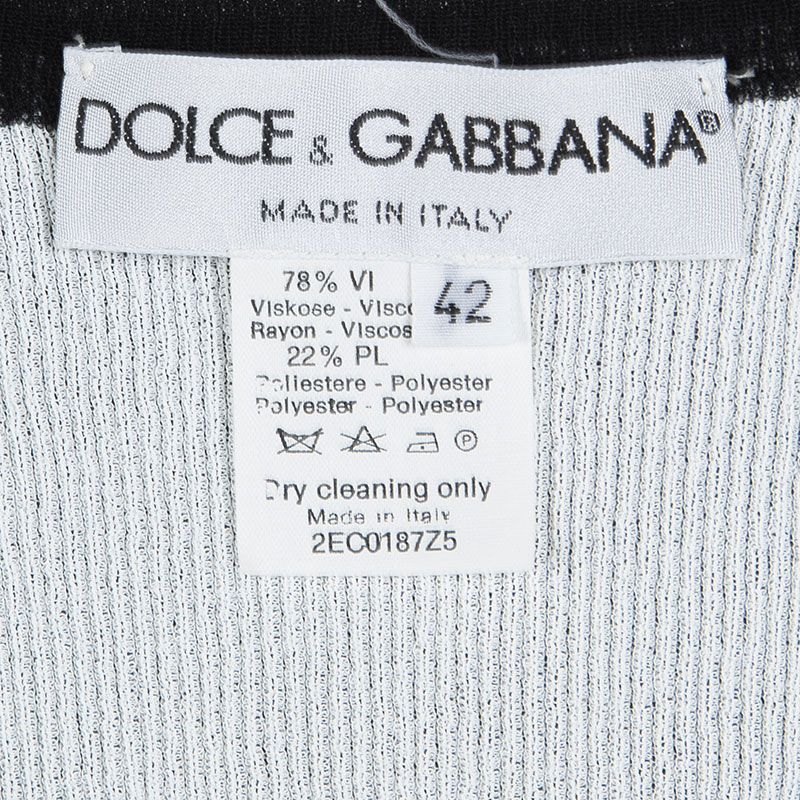 DOLCE & GABBANA®
MADE IN ITALY
78% VI
42
Viskose - Visc
Rayon - Viscos
22% PL
Poliestere - Polyester
Polyester - Polyester
P
Dry cleaning only
Made in Italy
2EC0187Z5